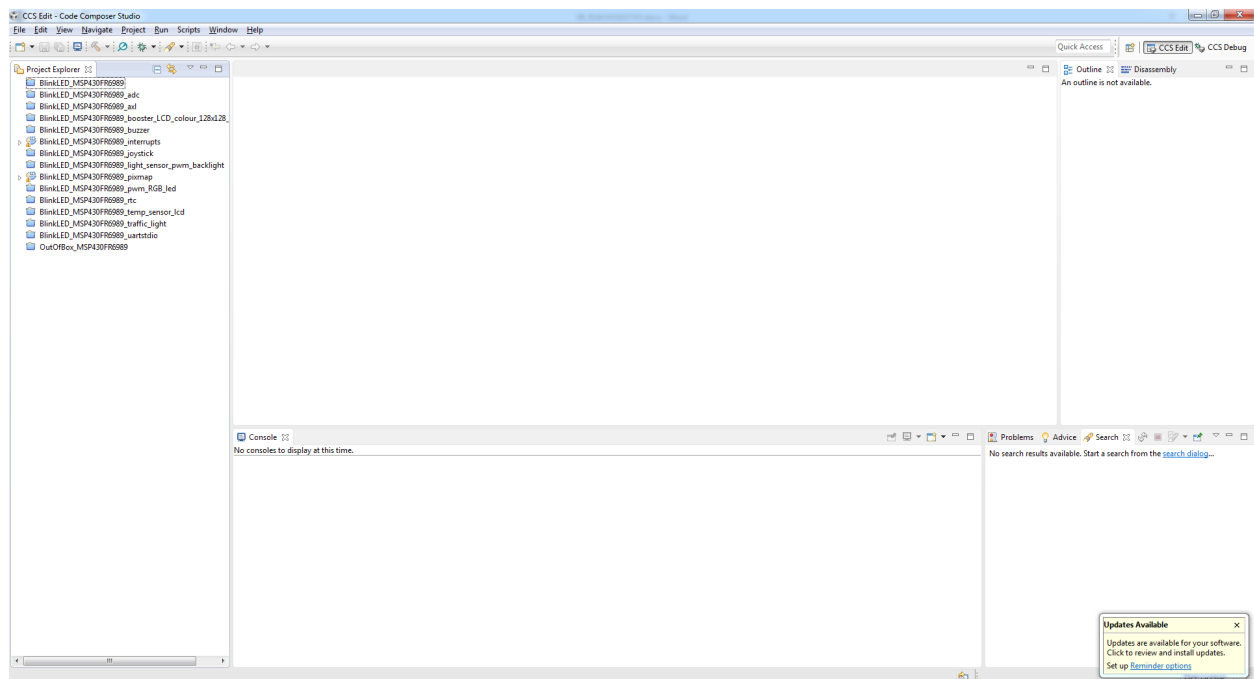 CCS Edit - Code Composer Studio
File Edit View Navigate Project Run Scripts Window Help
Quick Access
CCS Edit
CCS Debug
Project Explorer
BlinkLED_MSP430FR6989
BlinkLED_MSP430FR6989_adc
BlinkLED_MSP430FR6989_axl
BlinkLED_MSP430FR6989_booster_LCD_colour_128x128_
BlinkLED_MSP430FR6989_buzzer
BlinkLED_MSP430FR6989_interrupts
BlinkLED_MSP430FR6989_joystick
BlinkLED_MSP430FR6989_light_sensor_pwm_backlight
BlinkLED_MSP430FR6989_pixmap
BlinkLED_MSP430FR6989_pwm_RGB_led
BlinkLED_MSP430FR6989_rtc
BlinkLED_MSP430FR6989_temp_sensor_lcd
BlinkLED_MSP430FR6989_traffic_light
BlinkLED_MSP430FR6989_uartstdio
OutOfBox_MSP430FR6989
Outline Disassembly
An outline is not available.
Console
No consoles to display at this time.
Problems Advice Search
No search results available. Start a search from the search dialog...
Updates Available
Updates are available for your software.
Click to review and install updates.
Set up Reminder options